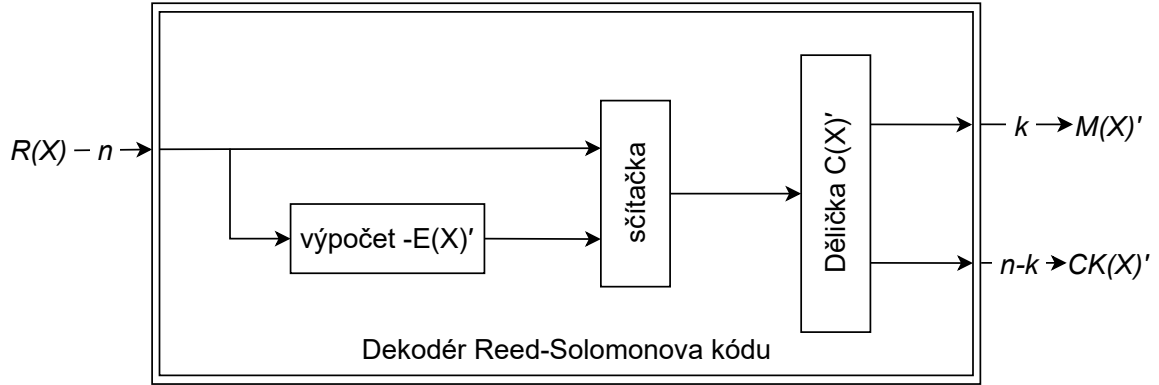 R(X) – n
výpočet -E(X)'
sčítačka
Dělička C(X)'
k
M(X)'
n-k
CK(X)'
Dekodér Reed-Solomonova kódu